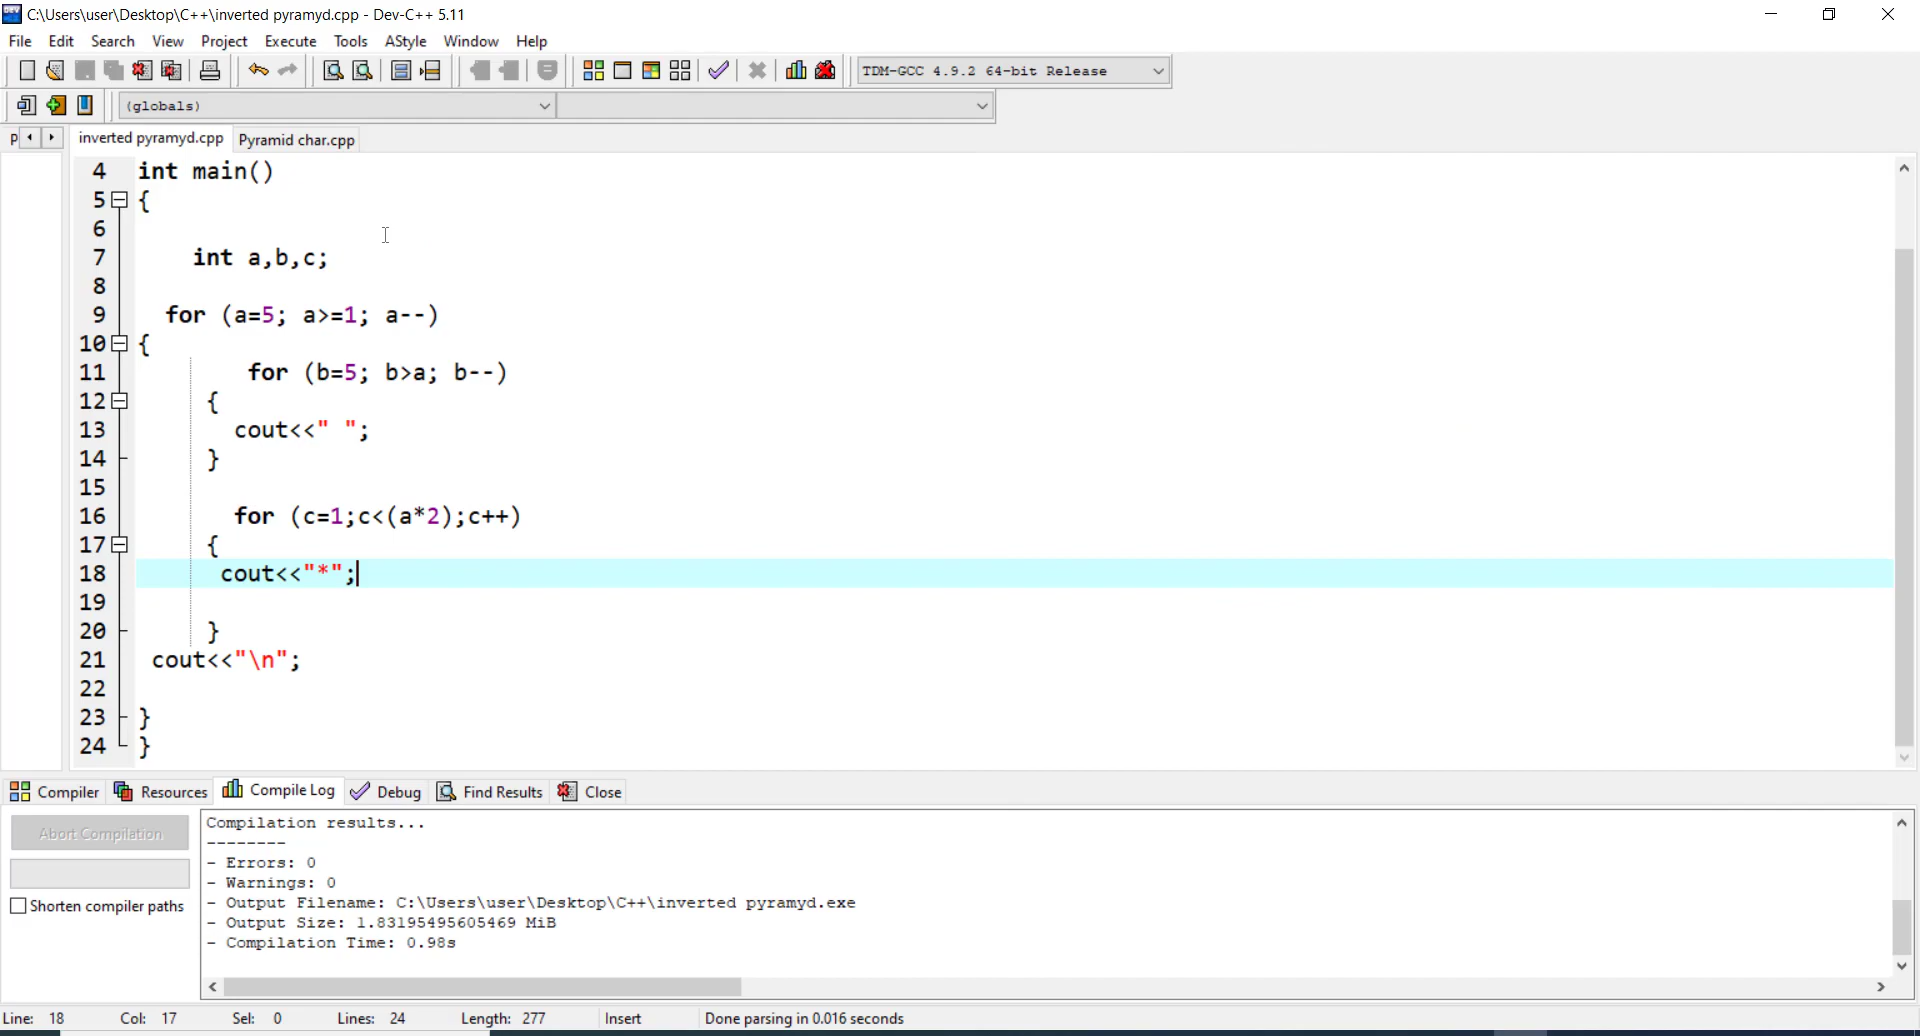 C:\Users\user\Desktop\C++\inverted pyramyd.cpp - Dev-C++ 5.11
File Edit Search View Project Execute Tools AStyle Window Help
TDM-GCC 4.9.2 64-bit Release
(globals)
P inverted pyramyd.cpp Pyramid char.cpp
4 int main()
5 {
6
7 int a,b,c;
8
9 for (a=5; a>=1; a--)
10 {
11 for (b=5; b>a; b--)
12 {
13 cout<<" ";
14 }
15
16 for (c=1;c<(a*2);c++)
17 {
18 cout<<"*";
19
20 }
21 cout<<"\n";
22
23 }
24 }
Compiler Resources Compile Log Debug Find Results Close
Abort Compilation
Shorten compiler paths
Compilation results...
--------
- Errors: 0
- Warnings: 0
- Output Filename: C:\Users\user\Desktop\C++\inverted pyramyd.exe
- Output Size: 1.83195495605469 MiB
- Compilation Time: 0.98s
Line: 18 Col: 17 Sel: 0 Lines: 24 Length: 277 Insert Done parsing in 0.016 seconds